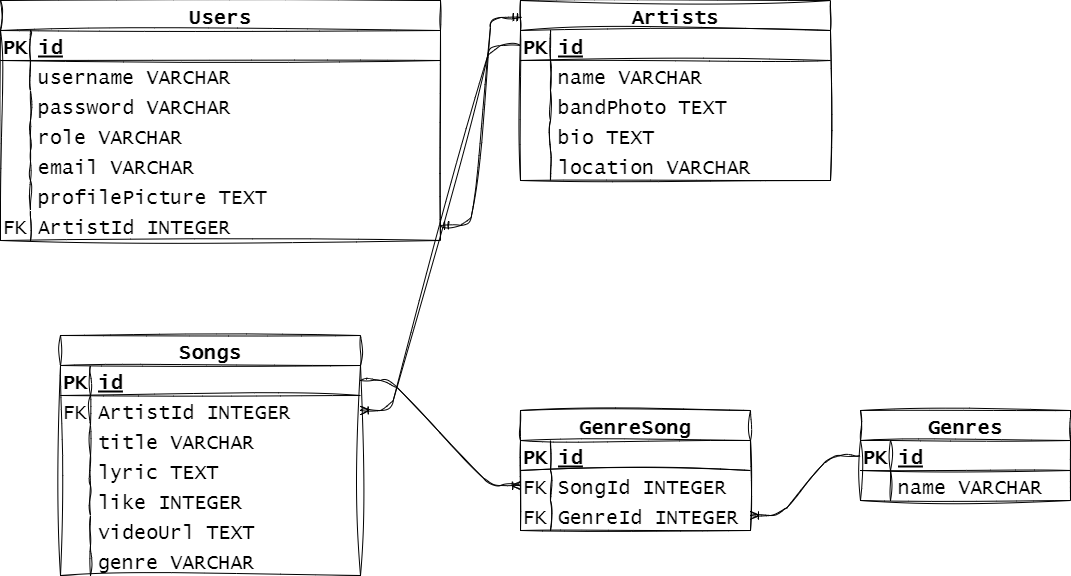 Users
PK id
username VARCHAR
password VARCHAR
role VARCHAR
email VARCHAR
profilePicture TEXT
FK ArtistId INTEGER
Artists
PK id
name VARCHAR
bandPhoto TEXT
bio TEXT
location VARCHAR
Songs
PK id
FK ArtistId INTEGER
title VARCHAR
lyric TEXT
like INTEGER
videoUrl TEXT
genre VARCHAR
GenreSong
PK id
FK SongId INTEGER
FK GenreId INTEGER
Genres
PK id
name VARCHAR